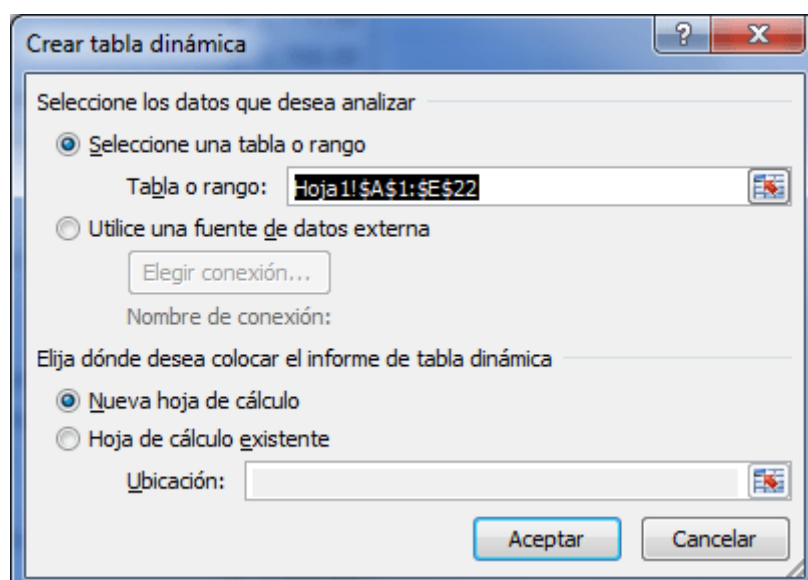 Crear tabla dinámica
?
Seleccione los datos que desea analizar
Seleccione una tabla o rango
Tabla o rango: Hoja1!$A$1:$E$22
Utilice una fuente de datos externa
Elegir conexión...
Nombre de conexión:
Elija dónde desea colocar el informe de tabla dinámica
Nueva hoja de cálculo
Hoja de cálculo existente
Ubicación:
Aceptar Cancelar